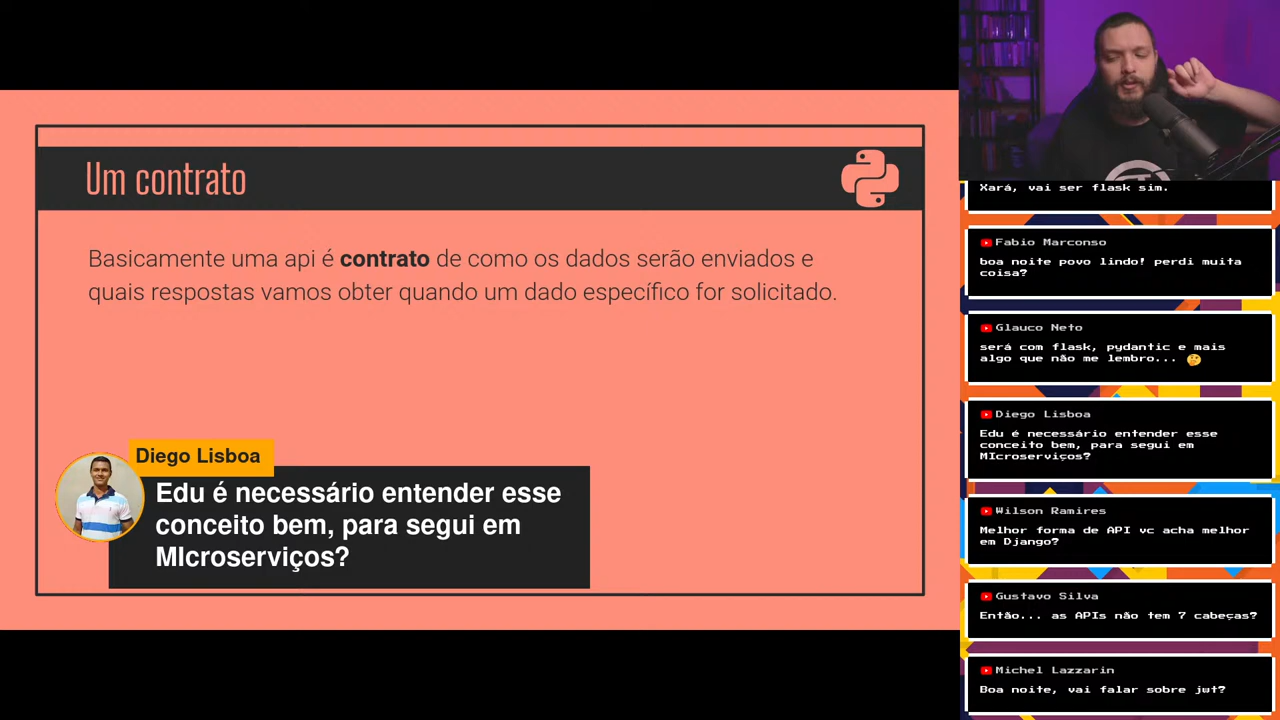 Um contrato
Basicamente uma api é contrato de como os dados serão enviados e
quais respostas vamos obter quando um dado específico for solicitado.
Diego Lisboa
Edu é necessário entender esse
conceito bem, para segui em
MIcroserviços?
Xará, vai ser flask sim.
Fabio Marconso
boa noite povo lindo! perdi muita
coisa?
Glauco Neto
será com flask, pydantic e mais
algo que não me lembro... 🤔
Diego Lisboa
Edu é necessário entender esse
conceito bem, para segui em
MIcroserviços?
Wilson Ramires
Melhor forma de API vc acha melhor
em Django?
Gustavo Silva
Então... as APIs não tem 7 cabeças?
Michel Lazzarin
Boa noite, vai falar sobre jwt?